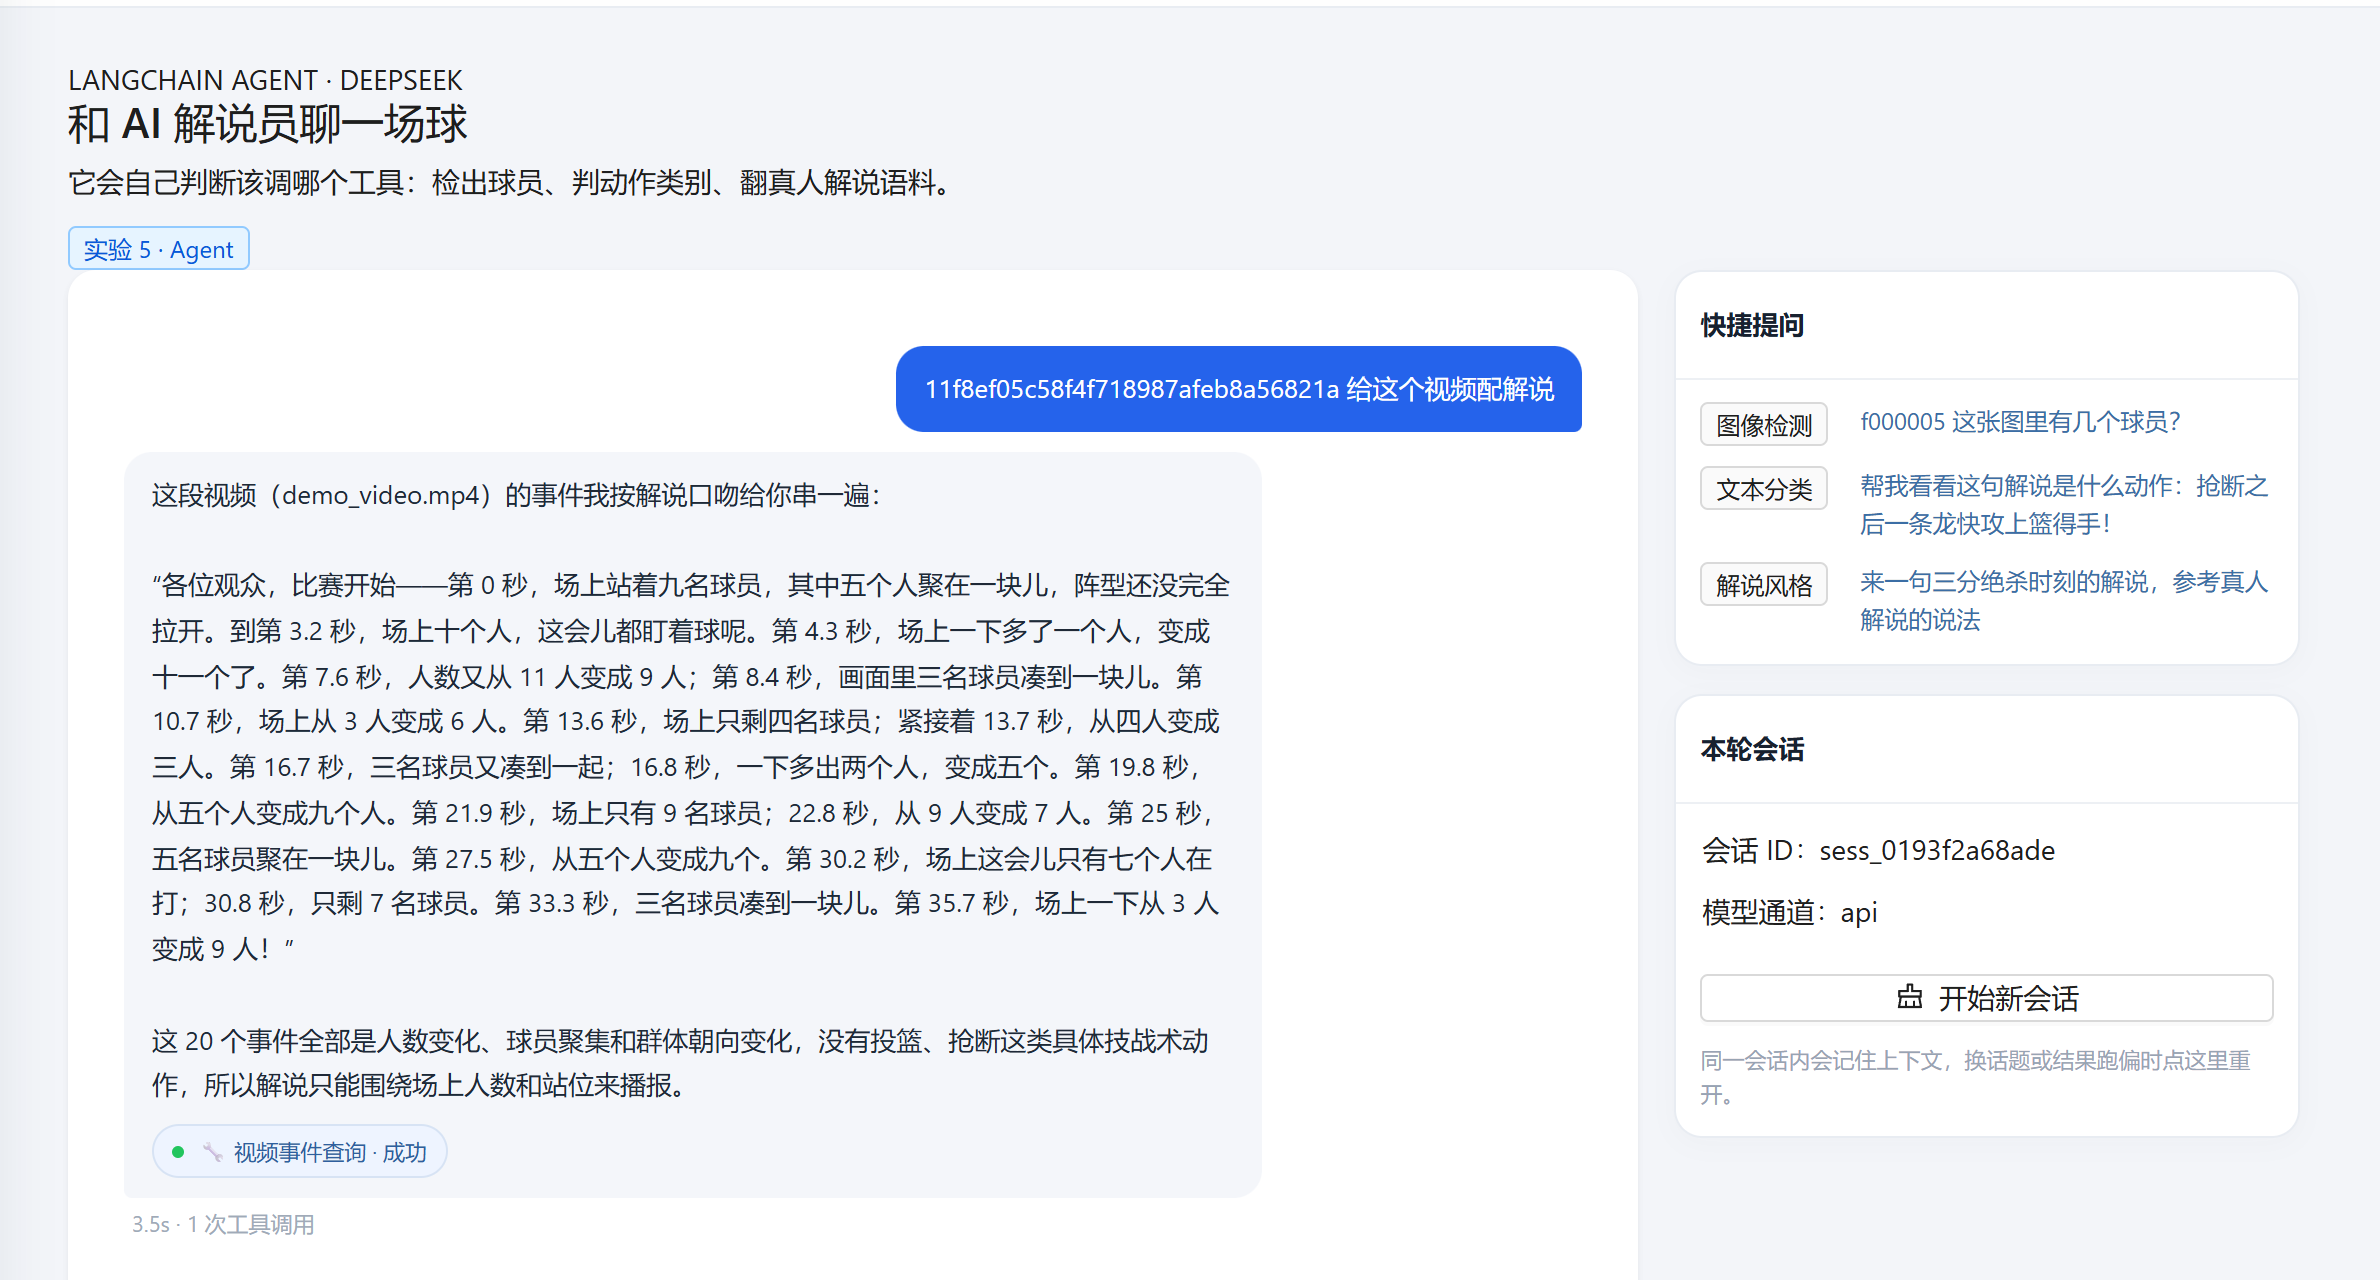 LANGCHAIN AGENT · DEEPSEEK
和 AI 解说员聊一场球
它会自己判断该调哪个工具：检出球员、判动作类别、翻真人解说语料。
实验 5 · Agent
11f8ef05c58f4f718987afeb8a56821a 给这个视频配解说
这段视频（demo_video.mp4）的事件我按解说口吻给你串一遍：
“各位观众，比赛开始——第 0 秒，场上站着九名球员，其中五个人聚在一块儿，阵型还没完全
拉开。到第 3.2 秒，场上十个人，这会儿都盯着球呢。第 4.3 秒，场上一下多了一个人，变成
十一个了。第 7.6 秒，人数又从 11 人变成 9 人；第 8.4 秒，画面里三名球员凑到一块儿。第
10.7 秒，场上从 3 人变成 6 人。第 13.6 秒，场上只剩四名球员；紧接着 13.7 秒，从四人变成
三人。第 16.7 秒，三名球员又凑到一起；16.8 秒，一下多出两个人，变成五个。第 19.8 秒，
从五个人变成九个人。第 21.9 秒，场上只有 9 名球员；22.8 秒，从 9 人变成 7 人。第 25 秒，
五名球员聚在一块儿。第 27.5 秒，从五个人变成九个。第 30.2 秒，场上这会儿只有七个人在
打；30.8 秒，只剩 7 名球员。第 33.3 秒，三名球员凑到一块儿。第 35.7 秒，场上一下从 3 人
变成 9 人！”
这 20 个事件全部是人数变化、球员聚集和群体朝向变化，没有投篮、抢断这类具体技战术动
作，所以解说只能围绕场上人数和站位来播报。
视频事件查询 · 成功
3.5s · 1 次工具调用
快捷提问
图像检测 f000005 这张图里有几个球员？
文本分类 帮我看看这句解说是什么动作：抢断之
后一条龙快攻上篮得手！
解说风格 来一句三分绝杀时刻的解说，参考真人
解说的说法
本轮会话
会话 ID：sess_0193f2a68ade
模型通道：api
开始新会话
同一会话内会记住上下文，换话题或结果跑偏时点这里重
开。